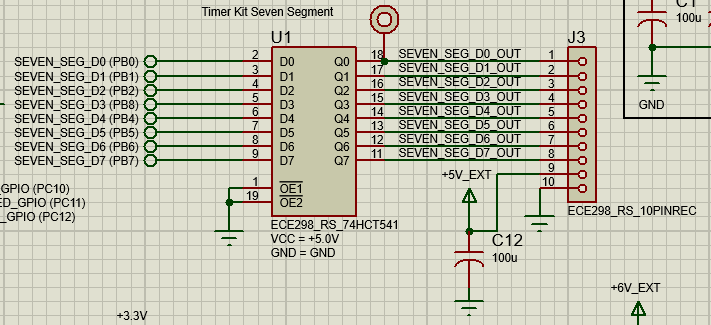 Timer Kit Seven Segment
C1
100u
GND
U1
J3
SEVEN_SEG_D0 (PB0) 2 D0 Q0 18 SEVEN_SEG_D0_OUT 1
SEVEN_SEG_D1 (PB1) 3 D1 Q1 17 SEVEN_SEG_D1_OUT 2
SEVEN_SEG_D2 (PB2) 4 D2 Q2 16 SEVEN_SEG_D2_OUT 3
SEVEN_SEG_D3 (PB8) 5 D3 Q3 15 SEVEN_SEG_D3_OUT 4
SEVEN_SEG_D4 (PB4) 6 D4 Q4 14 SEVEN_SEG_D4_OUT 5
SEVEN_SEG_D5 (PB5) 7 D5 Q5 13 SEVEN_SEG_D5_OUT 6
SEVEN_SEG_D6 (PB6) 8 D6 Q6 12 SEVEN_SEG_D6_OUT 7
SEVEN_SEG_D7 (PB7) 9 D7 Q7 11 SEVEN_SEG_D7_OUT 8
9
10
_GPIO (PC10)
ED_GPIO (PC11)
_GPIO (PC12)
1 OE1
19 OE2
+5V_EXT
ECE298_RS_74HCT541
VCC = +5.0V
GND = GND
ECE298_RS_10PINREC
C12
100u
+6V_EXT
+3.3V